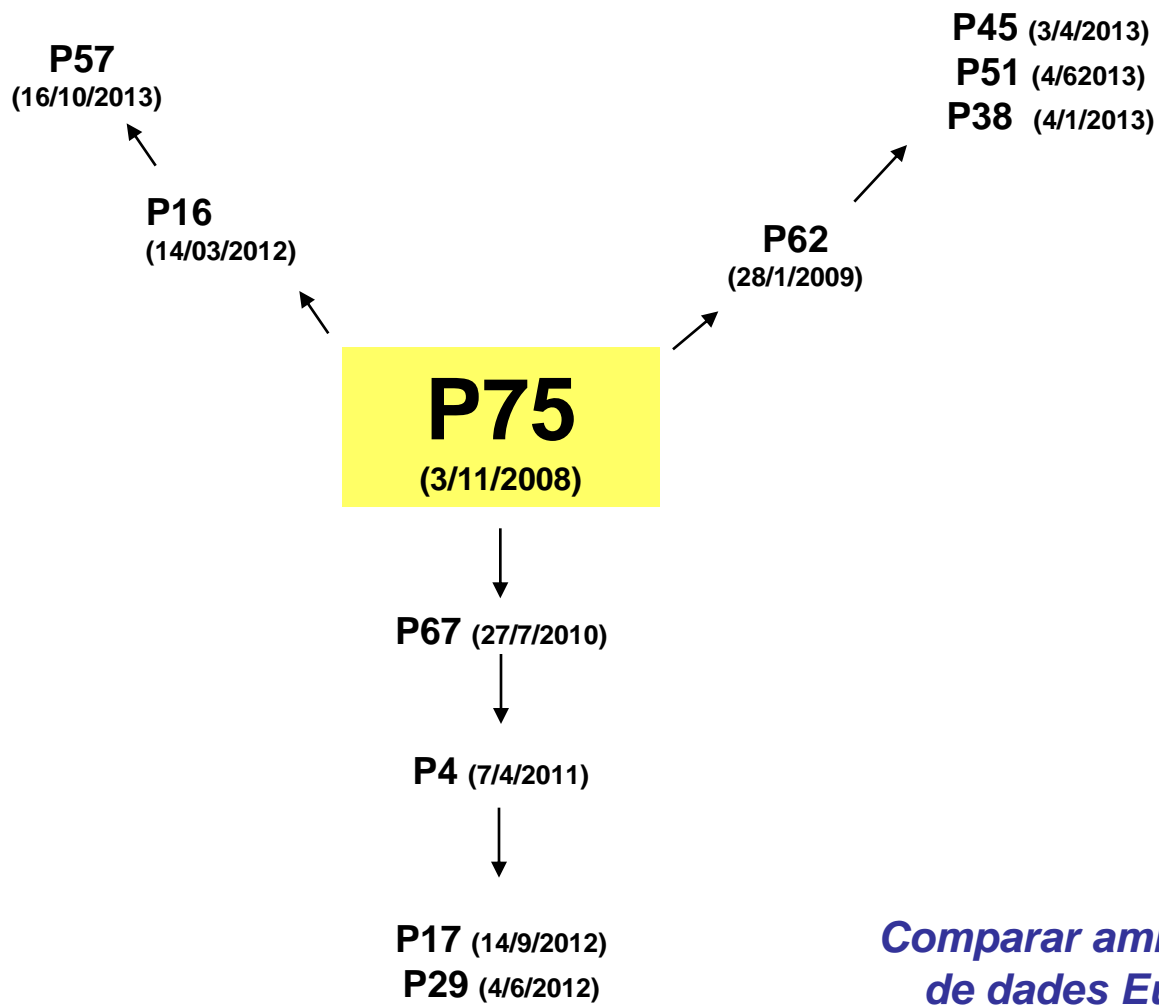 P45 (3/4/2013)
P51 (4/62013)
P38 (4/1/2013)
P57
(16/10/2013)
P16
(14/03/2012)
P62
(28/1/2009)
P75
(3/11/2008)
P67 (27/7/2010)
P4 (7/4/2011)
P17 (14/9/2012)
P29 (4/6/2012)
Comparar
de dades